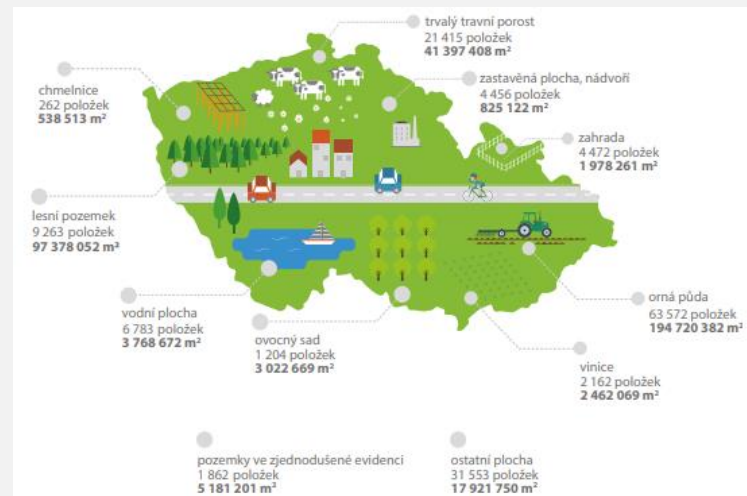 trvalý travní porost
21 415 položek
41 397 408 m²
chmelnice
262 položek
538 513 m²
zastavěná plocha, nádvoří
4 456 položek
825 122 m²
zahrada
4 472 položek
1 978 261 m²
lesní pozemek
9 263 položek
97 378 052 m²
vodní plocha
6 783 položek
3 768 672 m²
ovocný sad
1 204 položek
3 022 669 m²
orná půda
63 572 položek
194 720 382 m²
vinice
2 162 položek
2 462 069 m²
pozemky ve zjednodušené evidenci
1 862 položek
5 181 201 m²
ostatní plocha
31 553 položek
17 921 750 m²